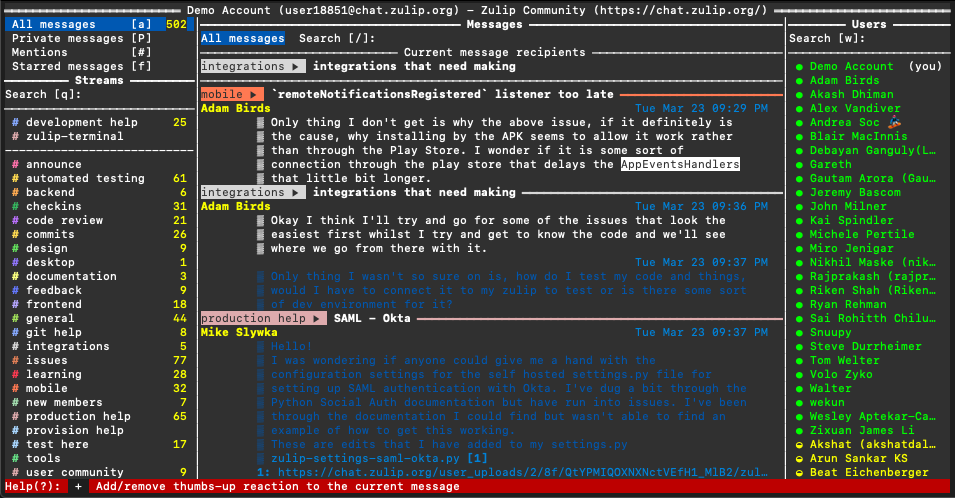 Demo Account (user18851@chat.zulip.org) - Zulip Community (https://chat.zulip.org/)
All messages [a] 502
Private messages [P]
Mentions [#]
Starred messages [f]
Streams
Search [q]:
# development help 25
# zulip-terminal
# announce
# automated testing 61
# backend 6
# checkins 31
# code review 21
# commits 26
# design 9
# desktop 1
# documentation 3
# feedback 9
# frontend 18
# general 44
# git help 8
# integrations 5
# issues 77
# learning 28
# mobile 32
# new members 7
# production help 65
# provision help
# test here 17
# tools
# user community 9
Messages
All messages Search [/]:
Current message recipients
integrations ▶ integrations that need making
mobile ▶ `remoteNotificationsRegistered` listener too late
Adam Birds Tue Mar 23 09:29 PM
Only thing I don't get is why the above issue, if it definitely is
the cause, why installing by the APK seems to allow it work rather
than through the Play Store. I wonder if it is some sort of
connection through the play store that delays the AppEventsHandlers
that little bit longer.
integrations ▶ integrations that need making
Adam Birds Tue Mar 23 09:36 PM
Okay I think I'll try and go for some of the issues that look the
easiest first whilst I try and get to know the code and we'll see
where we go from there with it.
Tue Mar 23 09:37 PM
Only thing I wasn't so sure on is, how do I test my code and things,
would I have to connect it to my zulip to test or is there some sort
of dev environment for it?
production help ▶ SAML - Okta
Mike Slywka Tue Mar 23 09:37 PM
Hello!
I was wondering if anyone could give me a hand with the
configuration settings for the self hosted settings.py file for
setting up SAML authentication with Okta. I've dug a bit through the
Python Social Auth documentation but have run into issues. I've been
through the documentation I could find but wasn't able to find an
example of how to get this working.
These are edits that I have added to my settings.py
zulip-settings-saml-okta.py [1]
1: https://chat.zulip.org/user_uploads/2/8f/QtYPMIQOXNXNctVEfH1_MlB2/zul…
Users
Search [w]:
Demo Account (you)
Adam Birds
Akash Dhiman
Alex Vandiver
Andrea Soc
Blair MacInnis
Debayan Ganguly(L…
Gareth
Gautam Arora (Gau…
Jeremy Bascom
John Milner
Kai Spindler
Michele Pertile
Miro Jenigar
Nikhil Maske (nik…
Rajprakash (rajpr…
Riken Shah (Riken…
Ryan Rehman
Sai Rohitth Chilu…
Snuupy
Steve Durrheimer
Tom Welter
Volo Zyko
Walter
wekun
Wesley Aptekar-Ca…
Zixuan James Li
Akshat (akshatdal…
Arun Sankar KS
Beat Eichenberger
Help(?): + Add/remove thumbs-up reaction to the current message